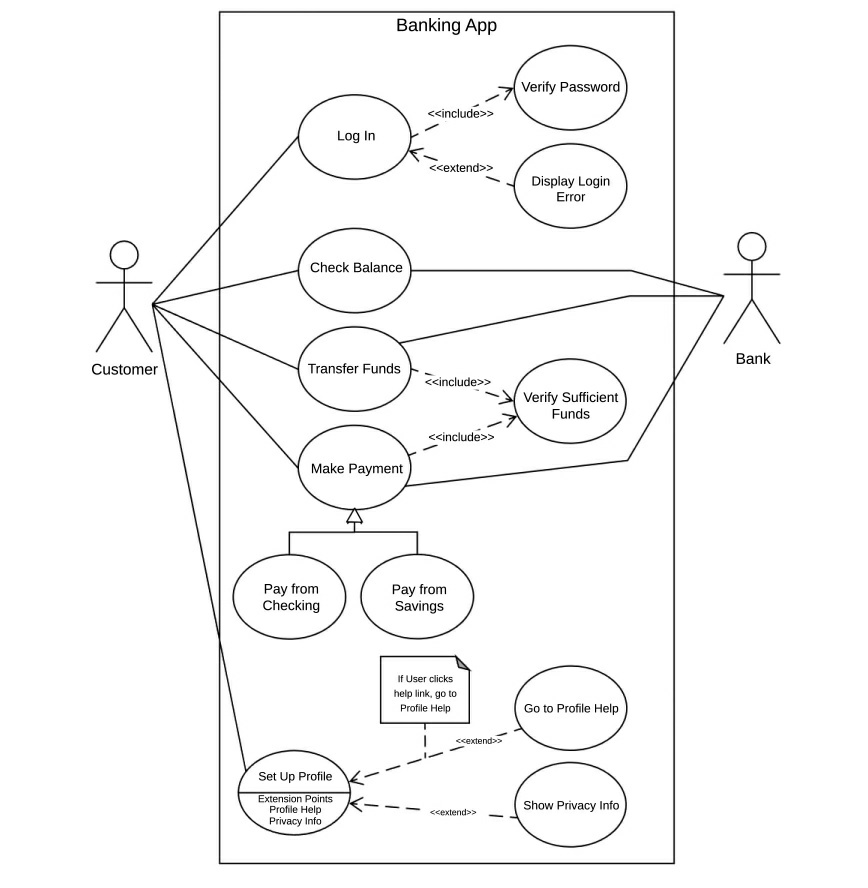 Banking App
Verify Password
<<include>>
Log In
<<extend>>
Display Login
Error
Check Balance
Customer
Bank
Transfer Funds
<<include>>
Verify Sufficient
Funds
<<include>>
Make Payment
Pay from
Checking
Pay from
Savings
If User clicks
help link, go to
Profile Help
Go to Profile Help
<<extend>>
Set Up Profile
Extension Points
Profile Help
Privacy Info
<<extend>>
Show Privacy Info